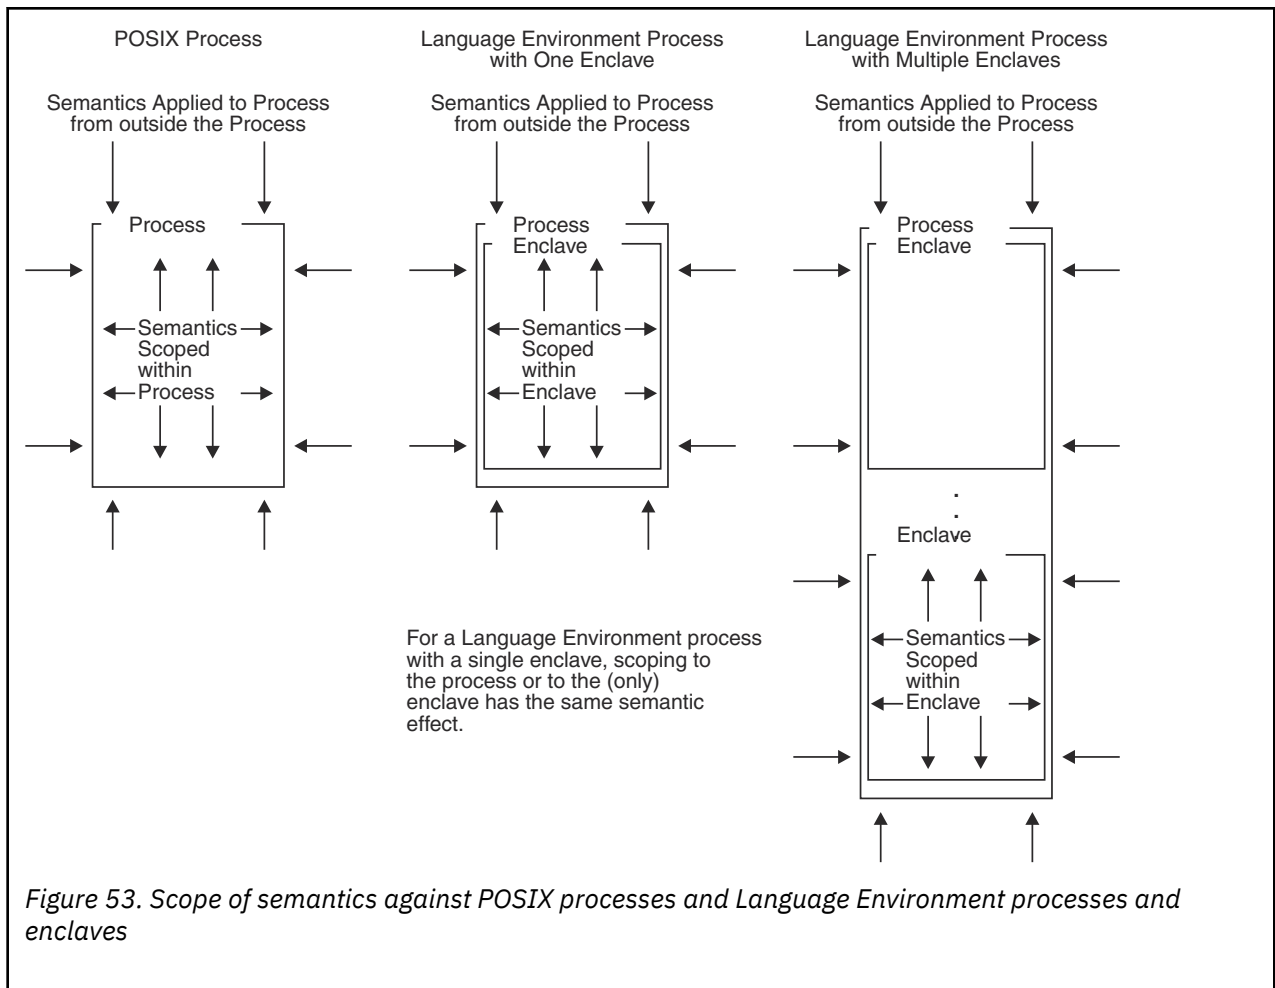 POSIX Process
Semantics Applied to Process
from outside the Process
Process
Semantics
Scoped
within
Process
Language Environment Process
with One Enclave
Semantics Applied to Process
from outside the Process
Process
Enclave
Semantics
Scoped
within
Enclave
For a Language Environment process
with a single enclave, scoping to
the process or to the (only)
enclave has the same semantic
effect.
Language Environment Process
with Multiple Enclaves
Semantics Applied to Process
from outside the Process
Process
Enclave
Enclave
Semantics
Scoped
within
Enclave
Figure 53. Scope of semantics against POSIX processes and Language Environment processes and
enclaves